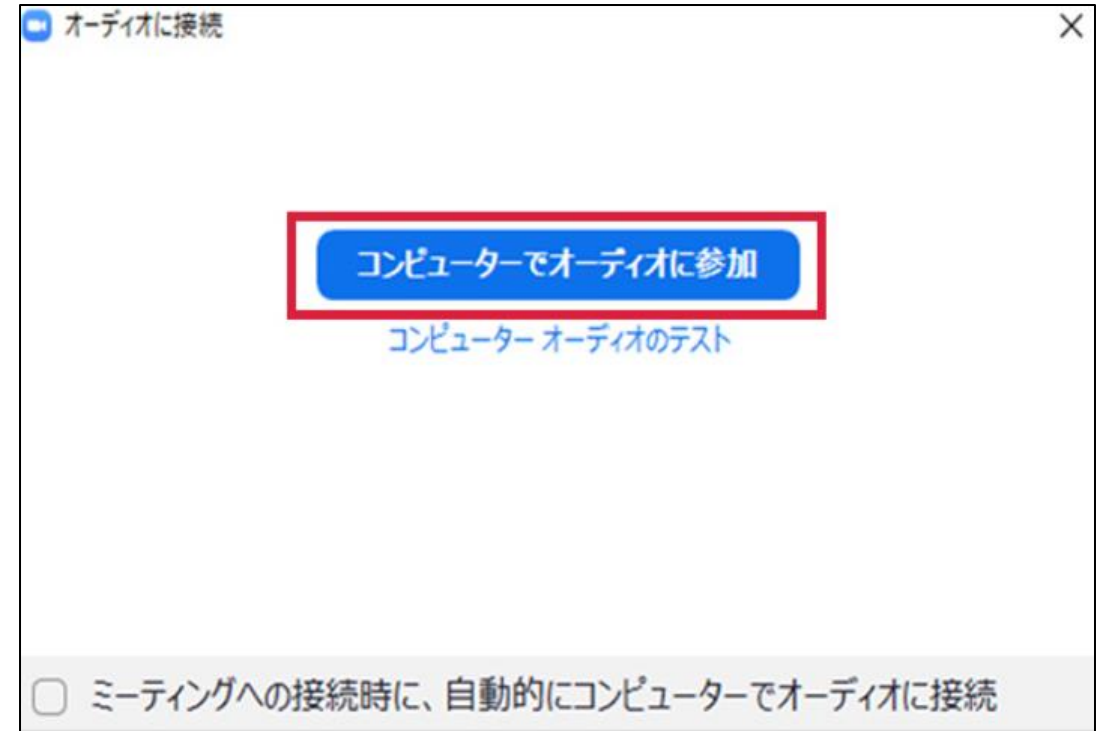 オーディオに接続
コンピューターでオーディオに参加
コンピューター オーディオのテスト
ミーティングへの接続時に、自動的にコンピューターでオーディオに接続